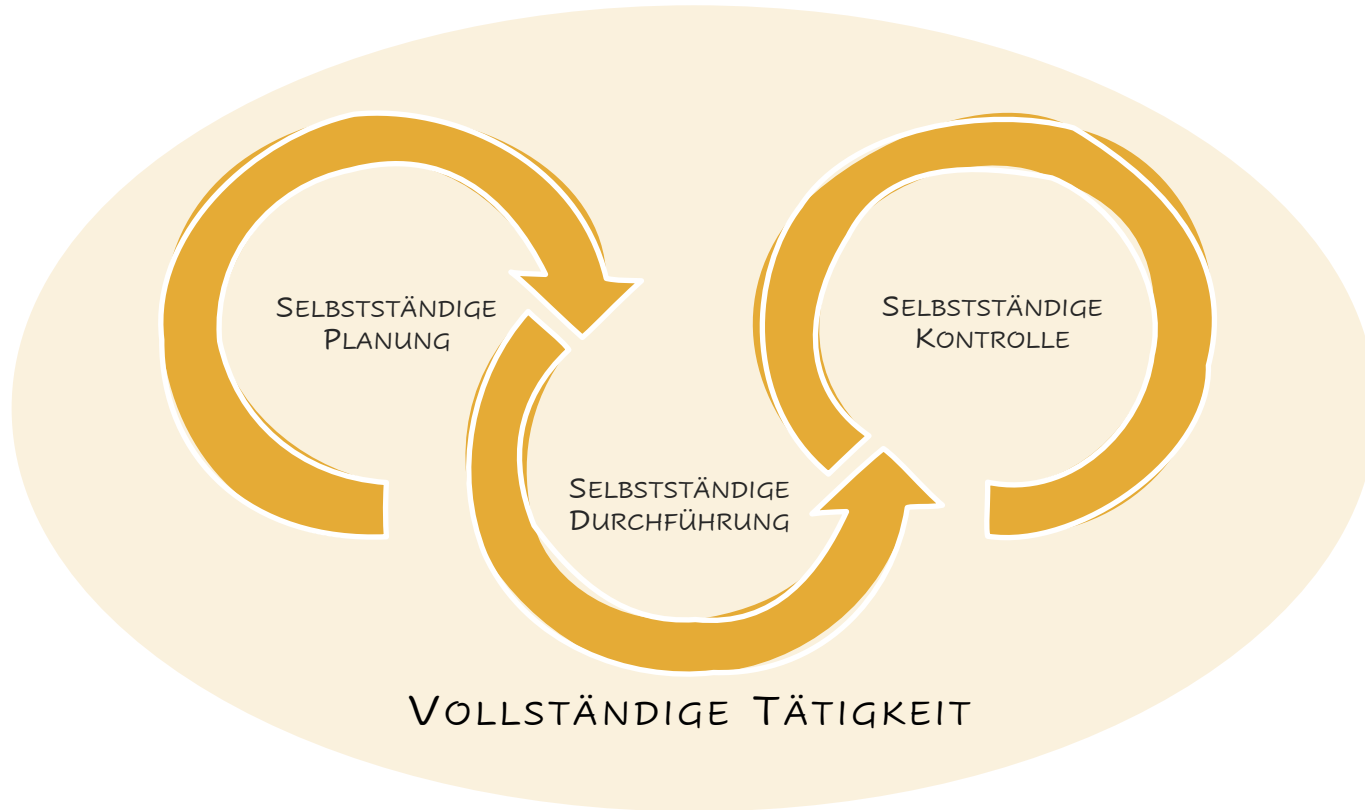 Selbstständige
Planung
Selbstständige
Durchführung
Selbstständige
Kontrolle
Vollständige Tätigkeit